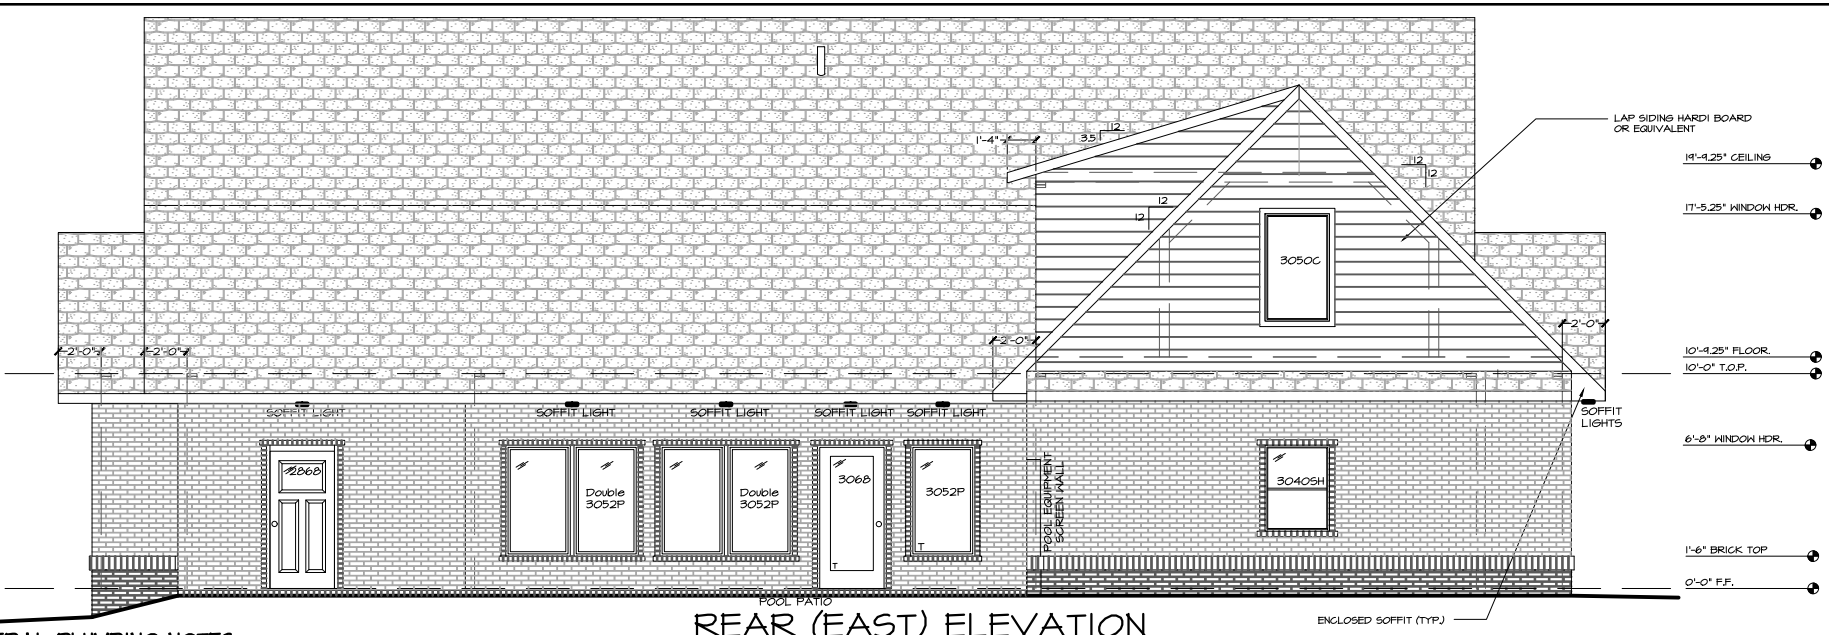 LAP SIDING HARDI BOARD
OR EQUIVALENT
12
3.5
1'-4"
12
12
12
12
19'-9.25" CEILING
17'-5.25" WINDOW HDR.
3050C
2'-0"
2'-0"
2'-0"
2'-0"
10'-9.25" FLOOR.
10'-0" T.O.P.
SOFFIT LIGHT
SOFFIT LIGHT
SOFFIT LIGHT
SOFFIT LIGHT
SOFFIT LIGHT
SOFFIT
LIGHTS
6'-8" WINDOW HDR.
2868
Double
3052P
Double
3052P
3068
T
3052P
T
POOL EQUIPMENT
SCREEN WALL
3040SH
1'-6" BRICK TOP
0'-0" F.F.
POOL PATIO
REAR (EAST) ELEVATION
ENCLOSED SOFFIT (TYP.)